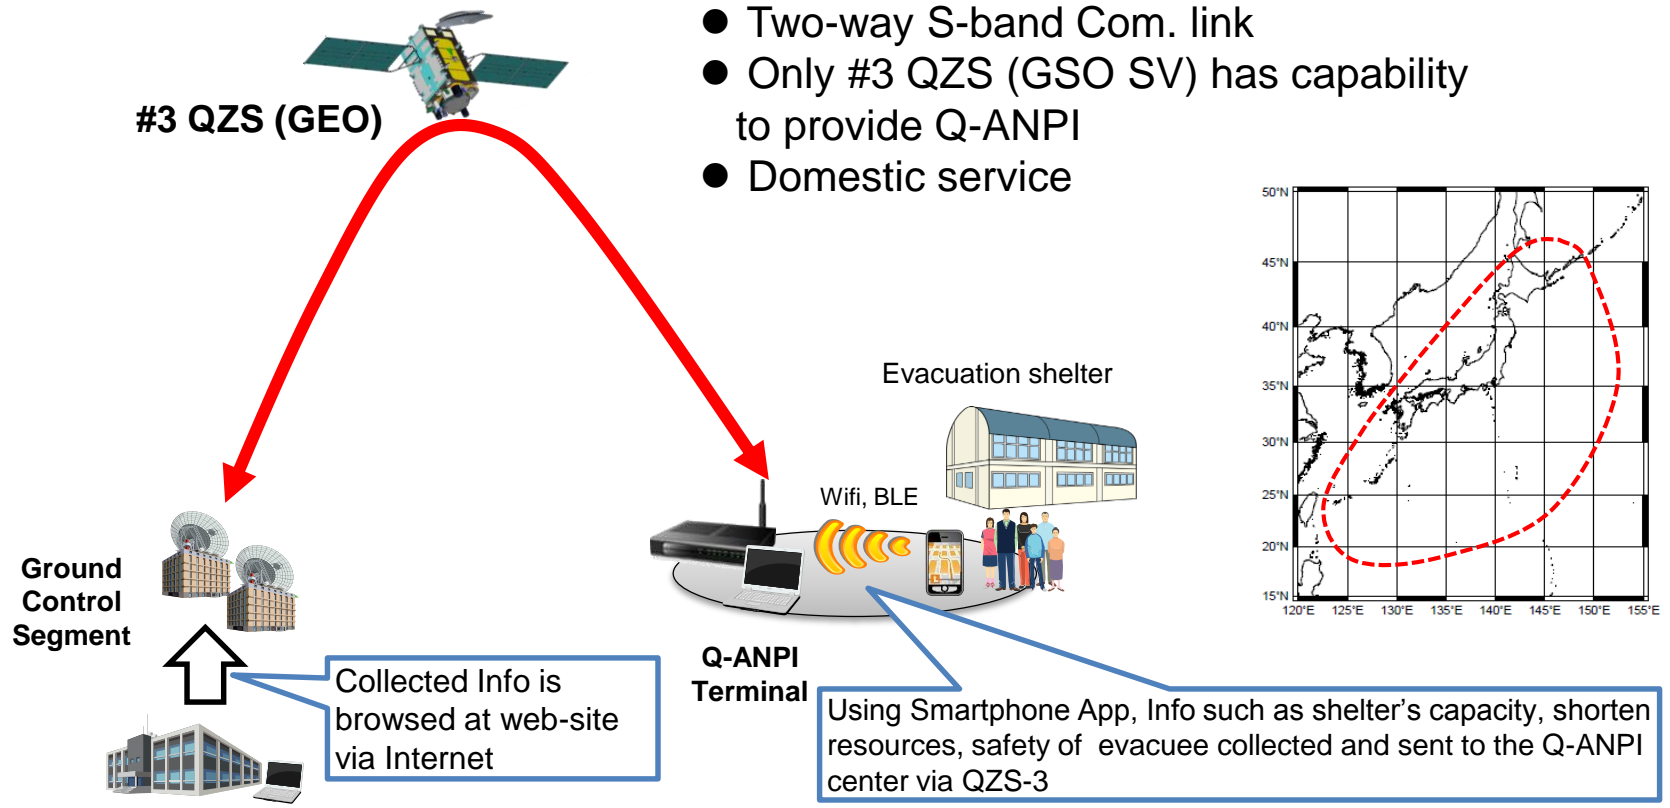 ● Two-way S-band Com. link
● Only #3 QZS (GSO SV) has capability
to provide Q-ANPI
● Domestic service
#3 QZS (GEO)
50°N
45°N
40°N
35°N
30°N
25°N
20°N
15°N
120°E 125°E 130°E 135°E 140°E 145°E 150°E 155°E
Evacuation shelter
Wifi, BLE
Ground
Control
Segment
Q-ANPI
Terminal
Collected Info is
browsed at web-site
via Internet
Using Smartphone App, Info such as shelter’s capacity, shorten
resources, safety of evacuee collected and sent to the Q-ANPI
center via QZS-3